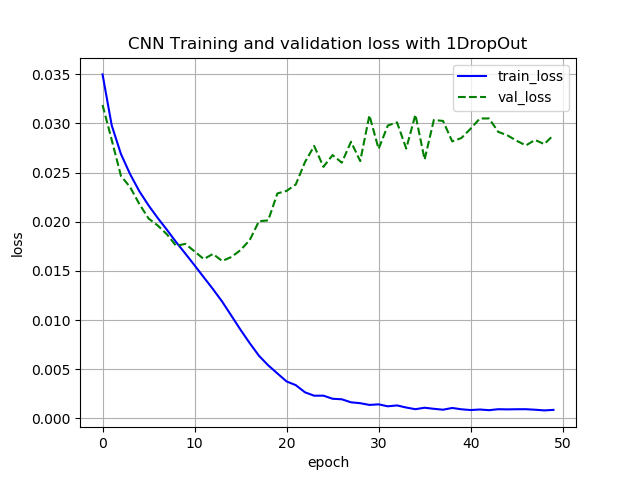 CNN Training and validation loss with 1DropOut
train_loss
val_loss
0.035
0.030
0.025
0.020
0.015
0.010
0.005
0.000
loss
0 10 20 30 40 50
epoch